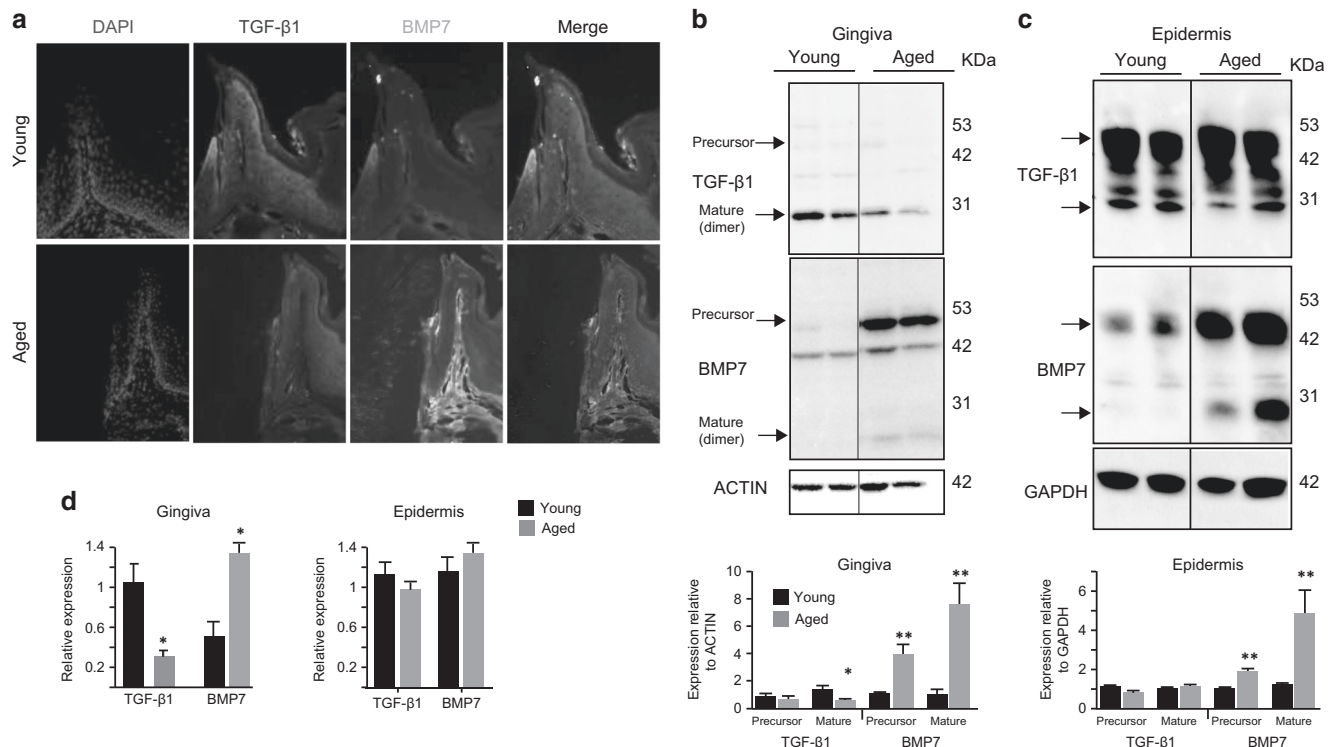 a
DAPI TGF-β1 BMP7 Merge
Young
Aged
b
Gingiva
Young Aged KDa
Precursor 53
42
TGF-β1
Mature (dimer) 31
Precursor 53
42
BMP7
31
Mature (dimer)
ACTIN 42
Gingiva
Expression relative to ACTIN
10
8
6
4
2
0
Young
Aged
* ** **
Precursor Mature Precursor Mature
TGF-β1 BMP7
c
Epidermis
Young Aged KDa
53
42
TGF-β1
31
53
42
BMP7
31
GAPDH 42
Epidermis
Expression relative to GAPDH
6
4
2
0
** **
Precursor Mature Precursor Mature
TGF-β1 BMP7
d
Gingiva
Relative expression
1.4
1
0.6
0.2
* *
TGF-β1 BMP7
Epidermis
Relative expression
1.4
1
0.6
0.2
TGF-β1 BMP7
Young
Aged